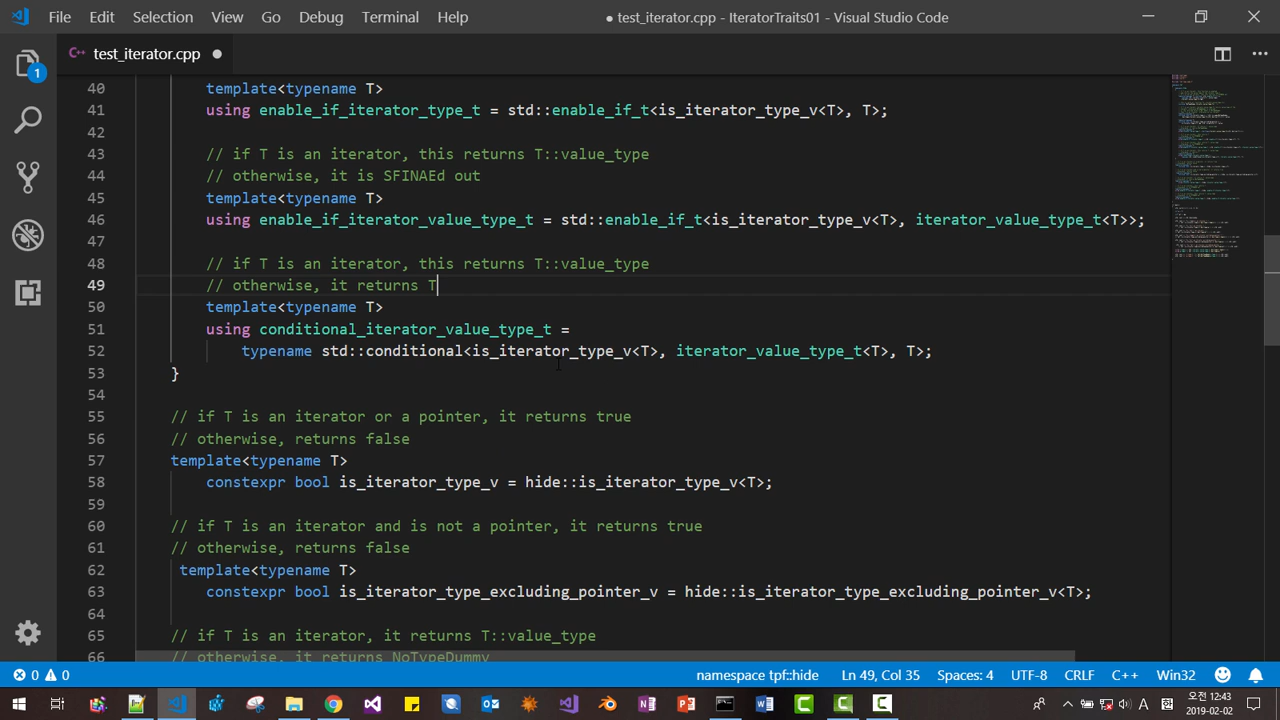 File Edit Selection View Go Debug Terminal Help
● test_iterator.cpp - IteratorTraits01 - Visual Studio Code
C++ test_iterator.cpp ●
1
40 template<typename T>
41 using enable_if_iterator_type_t = std::enable_if_t<is_iterator_type_v<T>, T>;
42
43 // if T is an iterator, this returns T::value_type
44 // otherwise, it is SFINAEd out
45 template<typename T>
46 using enable_if_iterator_value_type_t = std::enable_if_t<is_iterator_type_v<T>, iterator_value_type_t<T>>;
47
48 // if T is an iterator, this returns T::value_type
49 // otherwise, it returns T
50 template<typename T>
51 using conditional_iterator_value_type_t =
52 typename std::conditional<is_iterator_type_v<T>, iterator_value_type_t<T>, T>;
53 }
54
55 // if T is an iterator or a pointer, it returns true
56 // otherwise, returns false
57 template<typename T>
58 constexpr bool is_iterator_type_v = hide::is_iterator_type_v<T>;
59
60 // if T is an iterator and is not a pointer, it returns true
61 // otherwise, returns false
62 template<typename T>
63 constexpr bool is_iterator_type_excluding_pointer_v = hide::is_iterator_type_excluding_pointer_v<T>;
64
65 // if T is an iterator, it returns T::value_type
66 // otherwise, it returns NoTypeDummy
0 0 namespace tpf::hide Ln 49, Col 35 Spaces: 4 UTF-8 CRLF C++ Win32
A 오전 12:43
2019-02-02